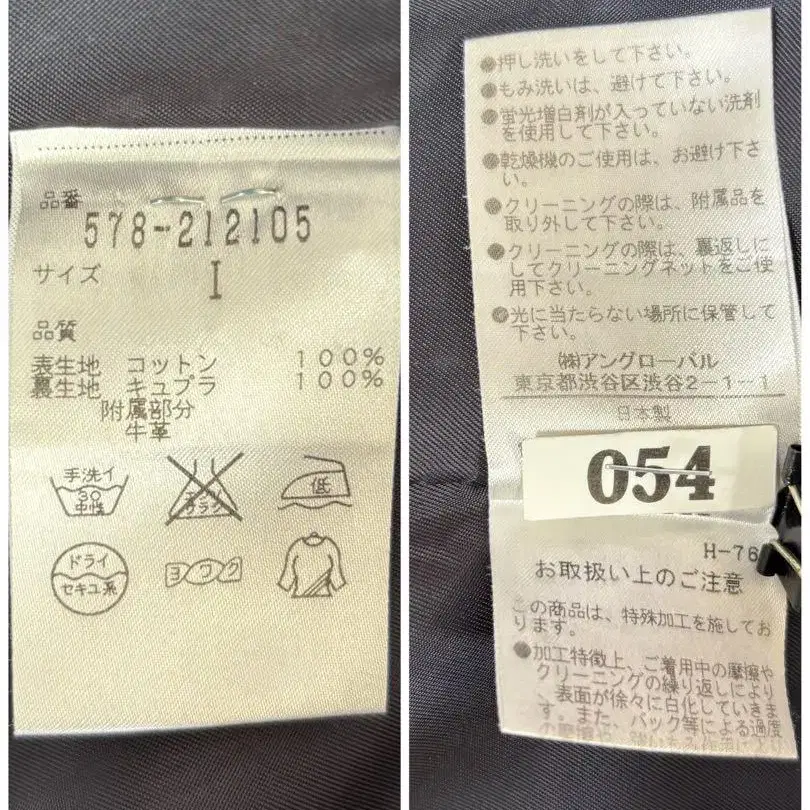 品番
578-212105
サイズ
I
品質
表生地 コットン 100%
裏生地 キュプラ 100%
附属部分
牛革
手洗イ
30
中性
低
ドライ
セキユ系
ヨワク
●押し洗いをして下さい。
●もみ洗いは、避けて下さい。
●蛍光増白剤が入っていない洗剤
を使用して下さい。
●乾燥機のご使用は、お避け下さ
い。
●クリーニングの際は、附属品を
取り外して下さい。
●クリーニングの際は、裏返しに
してクリーニングネットをご使
用下さい。
●光に当たらない場所に保管して
下さい。
㈱アングローバル
東京都渋谷区渋谷2-1-1
日本製
054
H-76
お取扱い上のご注意
この商品は、特殊加工を施してお
ります。
●加工特徴上、ご着用中の摩擦や
クリーニングの繰り返しにより
、表面が徐々に白化していきま
す。また、バック等による過度